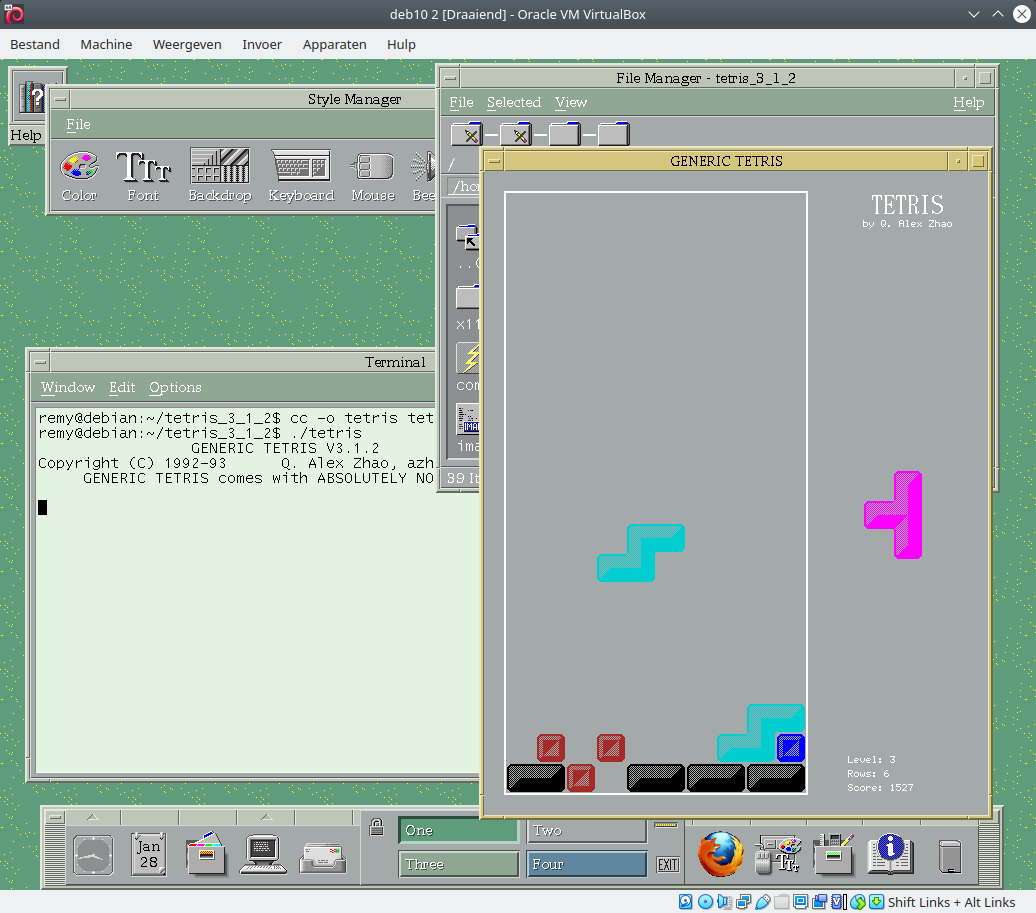 deb10 2 [Draaiend] - Oracle VM VirtualBox
Bestand Machine Weergeven Invoer Apparaten Hulp
?
Help
Style Manager
File
Color Font Backdrop Keyboard Mouse Bee
File Manager - tetris_3_1_2
File Selected View Help
/
/ho
..(
x11
com
ima
39 It
GENERIC TETRIS
TETRIS
by Q. Alex Zhao
Level: 3
Rows: 6
Score: 1527
Terminal
Window Edit Options
remy@debian:~/tetris_3_1_2$ cc -o tetris tet
remy@debian:~/tetris_3_1_2$ ./tetris
GENERIC TETRIS V3.1.2
Copyright (C) 1992-93 Q. Alex Zhao, azh
GENERIC TETRIS comes with ABSOLUTELY NO
Jan
28
One Two
Three Four
EXIT
Shift Links + Alt Links